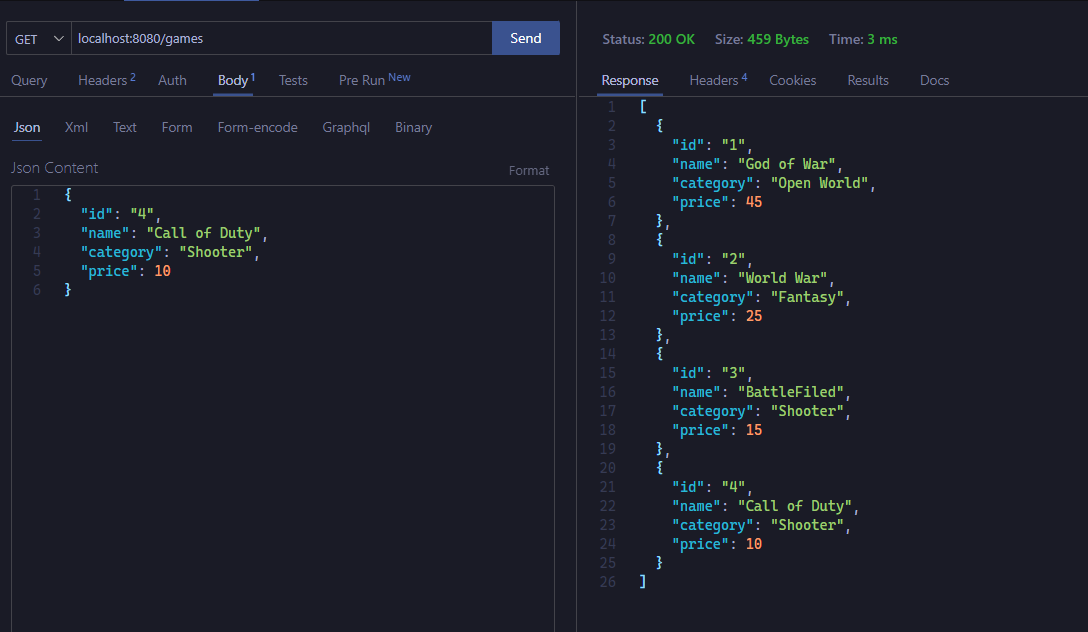 GET localhost:8080/games Send
Query Headers 2 Auth Body 1 Tests Pre Run New
Json Xml Text Form Form-encode Graphql Binary
Json Content Format
1 {
2 "id": "4",
3 "name": "Call of Duty",
4 "category": "Shooter",
5 "price": 10
6 }
Status: 200 OK Size: 459 Bytes Time: 3 ms
Response Headers 4 Cookies Results Docs
1 [
2 {
3 "id": "1",
4 "name": "God of War",
5 "category": "Open World",
6 "price": 45
7 },
8 {
9 "id": "2",
10 "name": "World War",
11 "category": "Fantasy",
12 "price": 25
13 },
14 {
15 "id": "3",
16 "name": "BattleFiled",
17 "category": "Shooter",
18 "price": 15
19 },
20 {
21 "id": "4",
22 "name": "Call of Duty",
23 "category": "Shooter",
24 "price": 10
25 }
26 ]